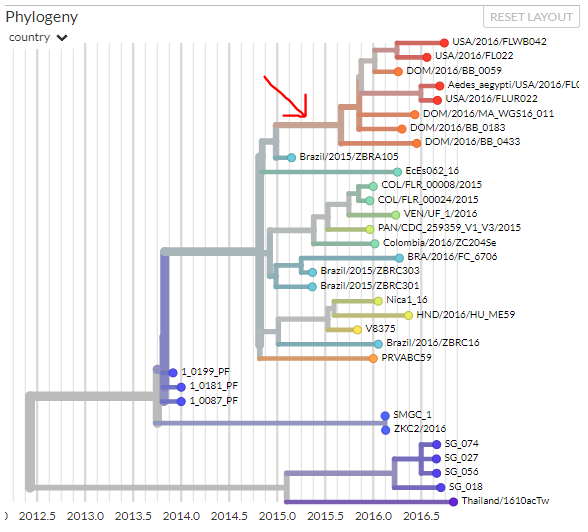 Phylogeny
RESET LAYOUT
country
USA/2016/FLWB042
USA/2016/FL022
DOM/2016/BB_0059
Aedes_aegypti/USA/2016/FL0
USA/2016/FLUR022
DOM/2016/MA_WGS16_011
DOM/2016/BB_0183
DOM/2016/BB_0433
Brazil/2015/ZBRA105
EcEs062_16
COL/FLR_00008/2015
COL/FLR_00024/2015
VEN/UF_1/2016
PAN/CDC_259359_V1_V3/2015
Colombia/2016/ZC204Se
BRA/2016/FC_6706
Brazil/2015/ZBRC303
Brazil/2015/ZBRC301
Nica1_16
HND/2016/HU_ME59
V8375
Brazil/2016/ZBRC16
PRVABC59
1_0199_PF
1_0181_PF
1_0087_PF
SMGC_1
ZKC2/2016
SG_074
SG_027
SG_056
SG_018
Thailand/1610acTw
2012.5 2013.0 2013.5 2014.0 2014.5 2015.0 2015.5 2016.0 2016.5